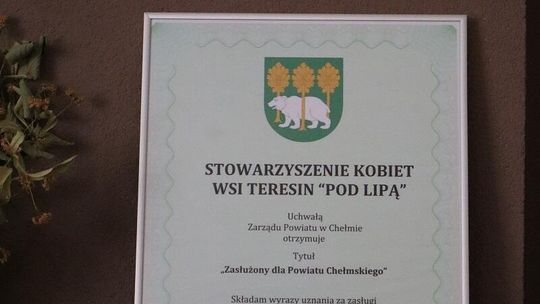 STOWARZYSZENIE KOBIET
WSI TERESIN “POD LIPĄ”
Uchwałą
Zarządu Powiatu w Chełmie
otrzymuje
Tytuł
„Zasłużony dla Powiatu Chełmskiego”
Składam wyrazy uznania za zasługi